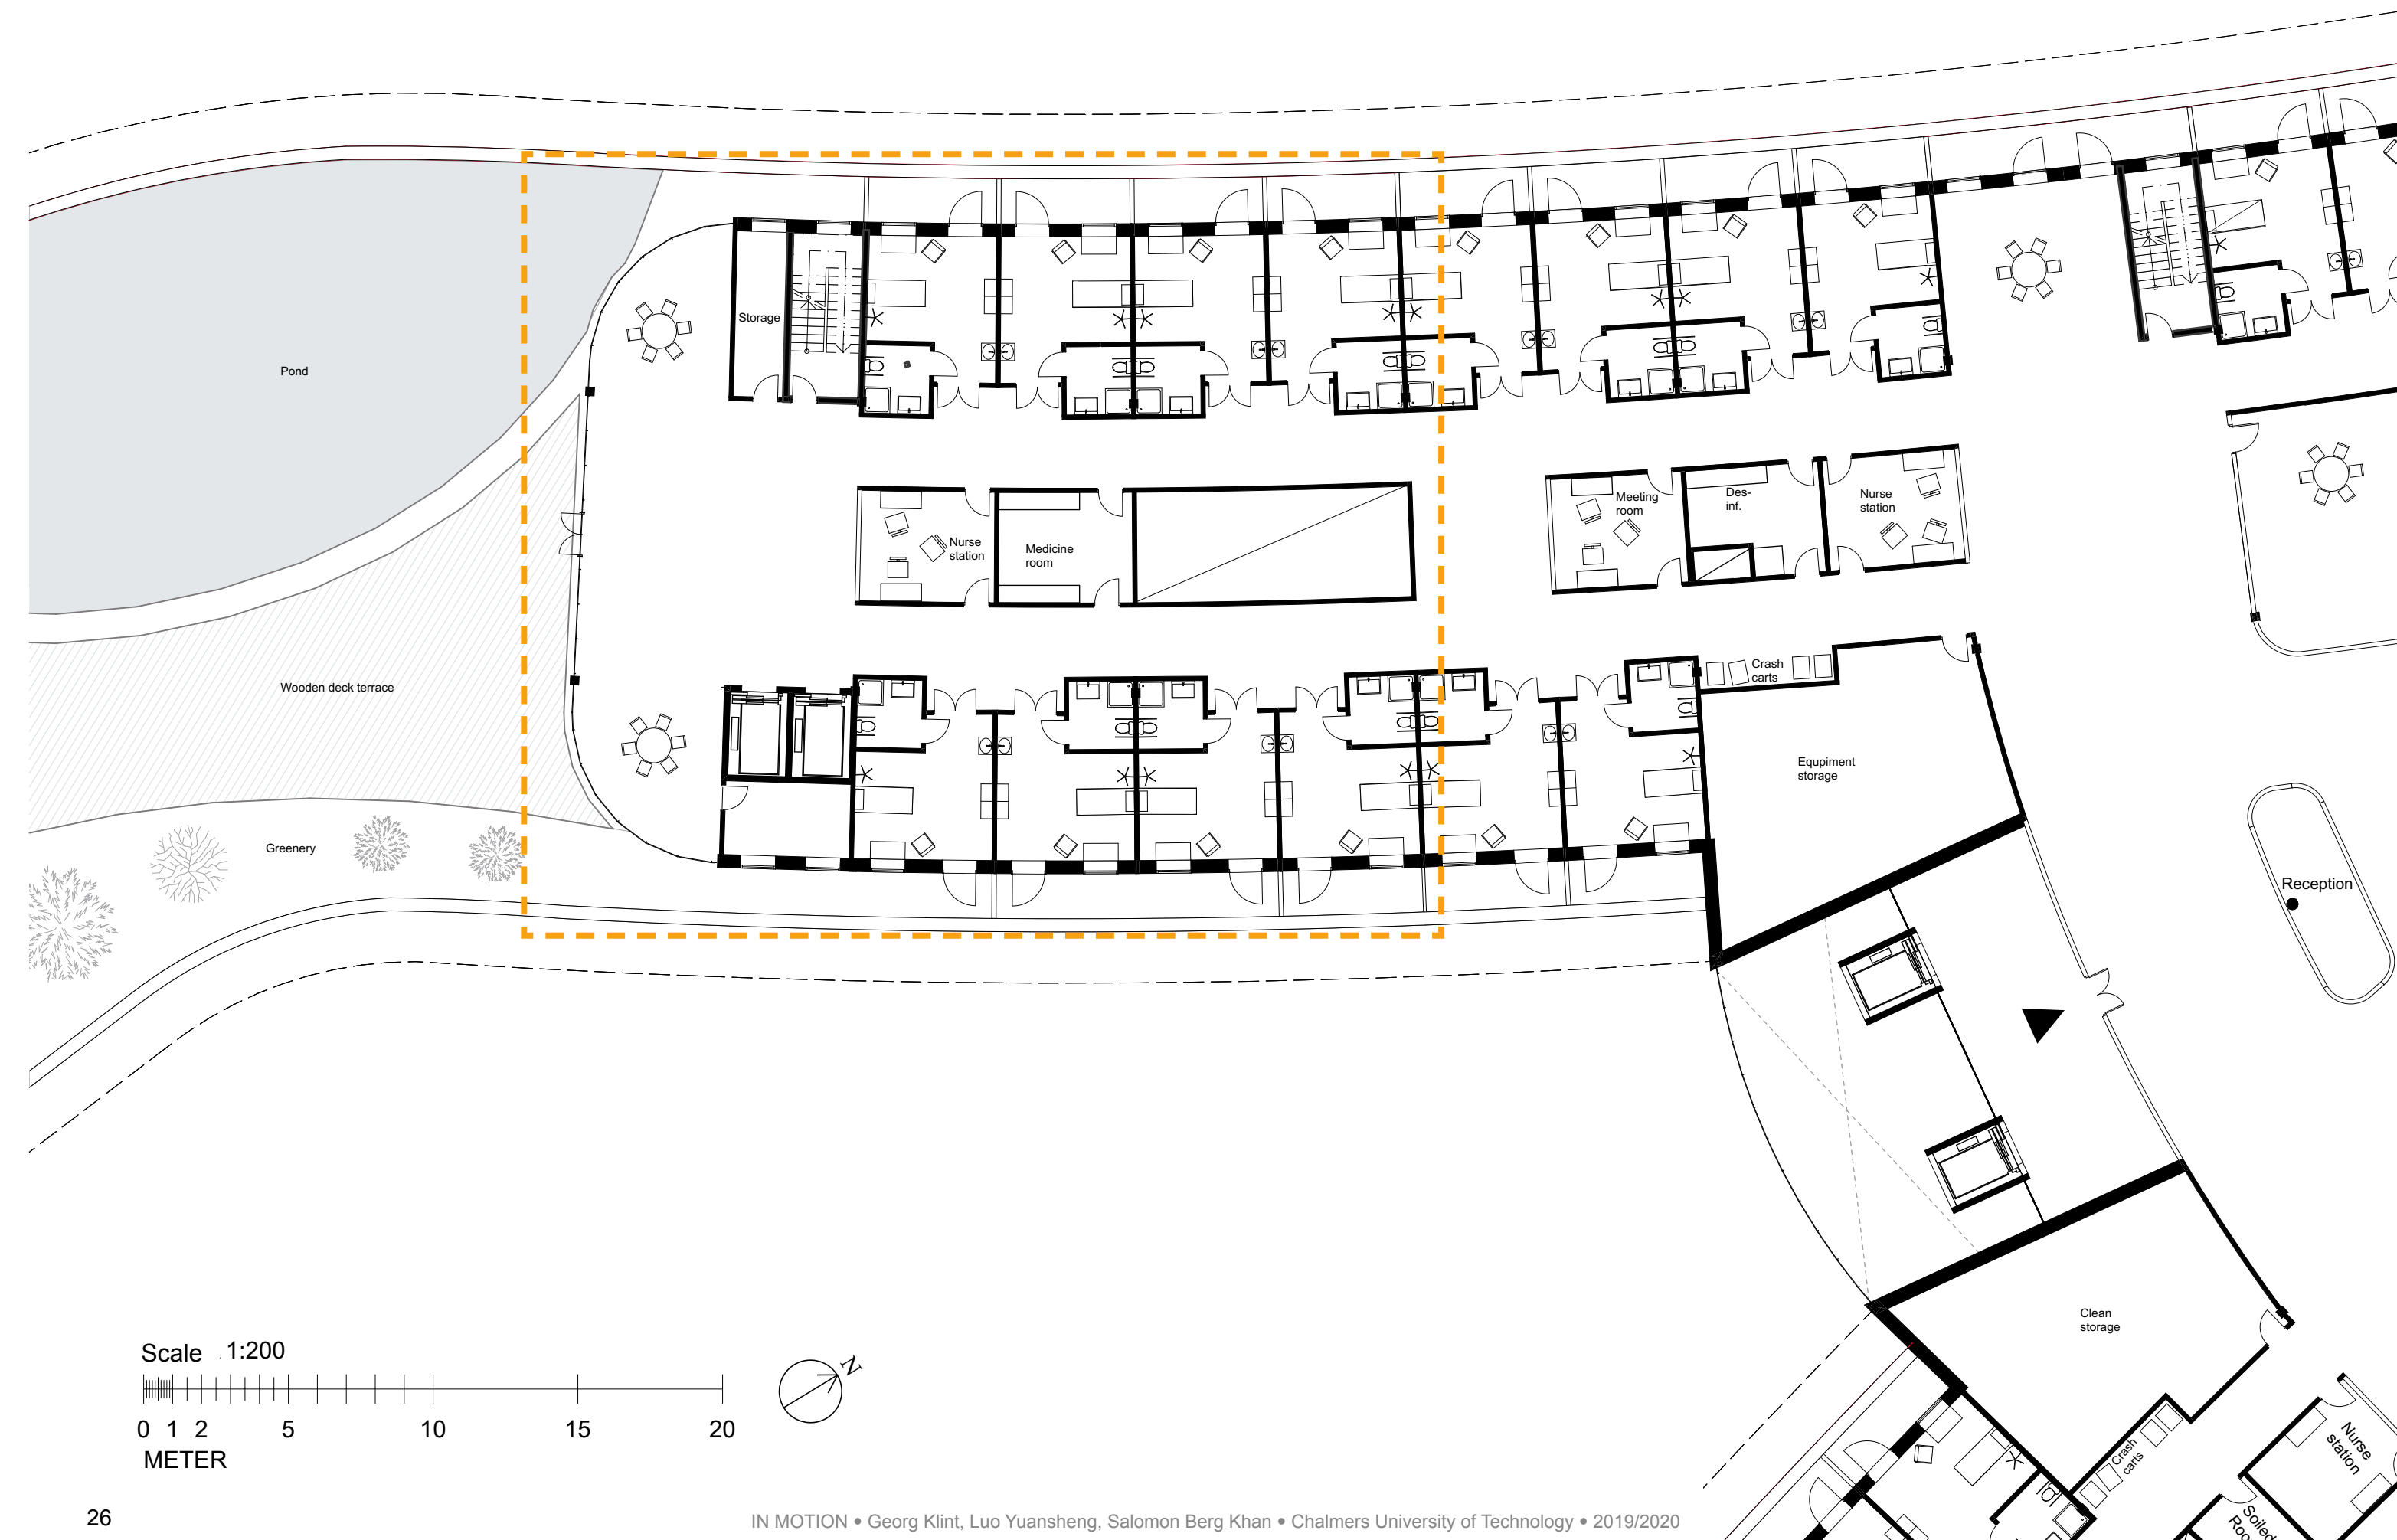 Storage
Pond
Meeting
room
Des-
inf.
Nurse
station
Nurse
station
Medicine
room
Crash
carts
Wooden deck terrace
Equpiment
storage
Greenery
Reception
Clean
storage
Scale 1:200
N
0 1 2 5 10 15 20
METER
Crash
carts
Nurse
station
Soiled
26
IN MOTION • Georg Klint, Luo Yuansheng, Salomon Berg Khan • Chalmers University of Technology • 2019/2020